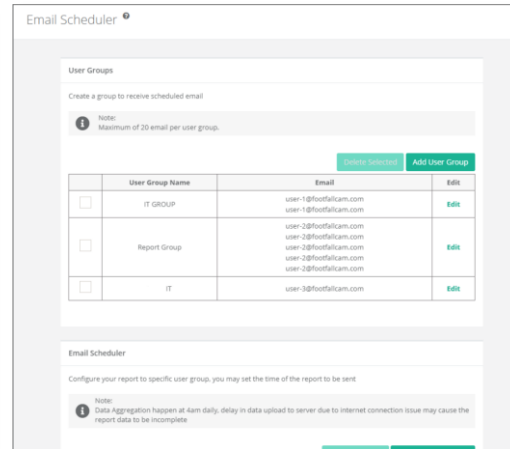 Email Scheduler
User Groups
Create a group to receive scheduled email
Note:
Maximum of 20 email per user group.
Delete Selected Add User Group
User Group Name Email Edit
IT GROUP user-1@footfallcam.com Edit
user-1@footfallcam.com
Report Group user-2@footfallcam.com Edit
user-2@footfallcam.com
user-2@footfallcam.com
user-2@footfallcam.com
user-2@footfallcam.com
IT user-3@footfallcam.com Edit
Email Scheduler
Configure your report to specific user group, you may set the time of the report to be sent
Note:
Data Aggregation happen at 4am daily, delay in data upload to server due to internet connection issue may cause the
report data to be incomplete